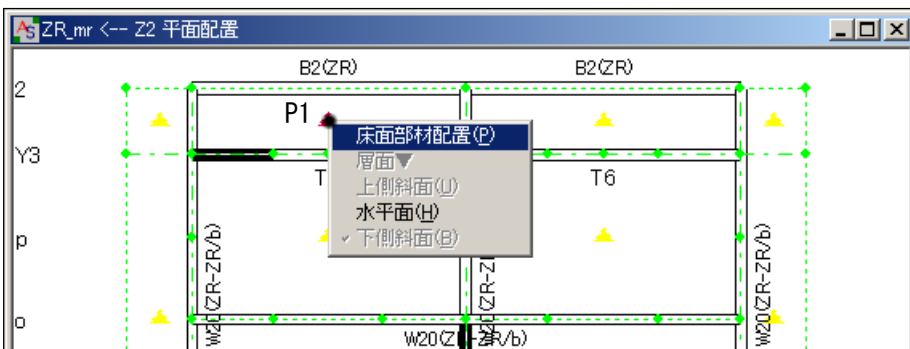 ZR_mr <-- Z2 平面配置
B2(ZR)
B2(ZR)
2
P1
床面部材配置(P)
Y3
層面▼
T
T6
上側斜面(U)
水平面(H)
p
下側斜面(B)
W20(ZR-ZR/b)
W20(ZR-ZR/b)
o
W20(Z
-ZR/b)